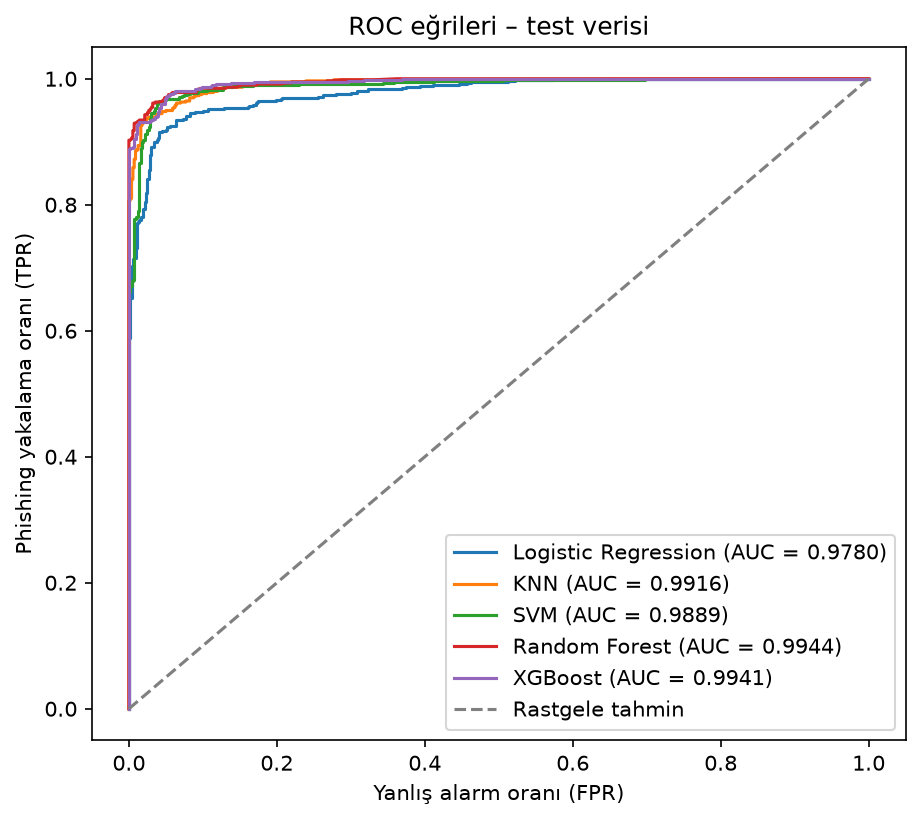 ROC eğrileri – test verisi
Phishing yakalama oranı (TPR)
1.0
0.8
0.6
0.4
0.2
0.0
Logistic Regression (AUC = 0.9780)
KNN (AUC = 0.9916)
SVM (AUC = 0.9889)
Random Forest (AUC = 0.9944)
XGBoost (AUC = 0.9941)
Rastgele tahmin
0.0 0.2 0.4 0.6 0.8 1.0
Yanlış alarm oranı (FPR)